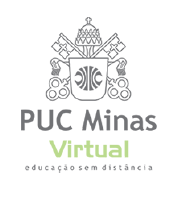 PUC Minas
Virtual
educação sem distância